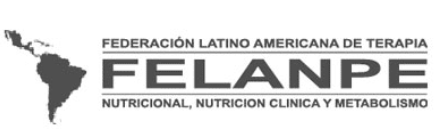 FEDERACIÓN LATINO AMERICANA DE TERAPIA
FELANPE
NUTRICIONAL, NUTRICION CLINICA Y METABOLISMO